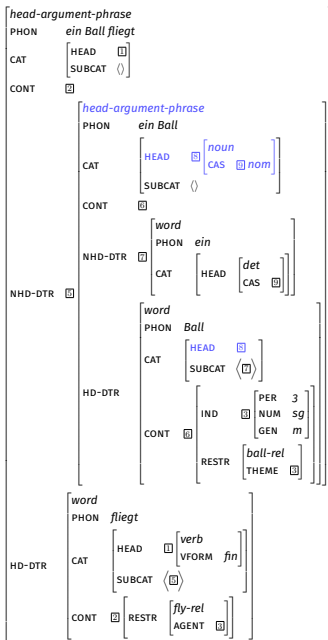 head-argument-phrase
PHON ein Ball fliegt
CAT HEAD 1
SUBCAT ⟨⟩
CONT 2
head-argument-phrase
PHON ein Ball
noun
CAT HEAD 8 CAS 9 nom
SUBCAT ⟨⟩
CONT 6
word
PHON ein
NHD-DTR 7 det
CAT HEAD CAS 9
NHD-DTR 5
word
PHON Ball
CAT HEAD 8
SUBCAT ⟨7⟩
HD-DTR
PER 3
IND 3 NUM sg
GEN m
CONT 6
RESTR ball-rel
THEME 3
word
PHON fliegt
verb
CAT HEAD 1 VFORM fin
SUBCAT ⟨5⟩
HD-DTR
fly-rel
CONT 2 RESTR AGENT 3